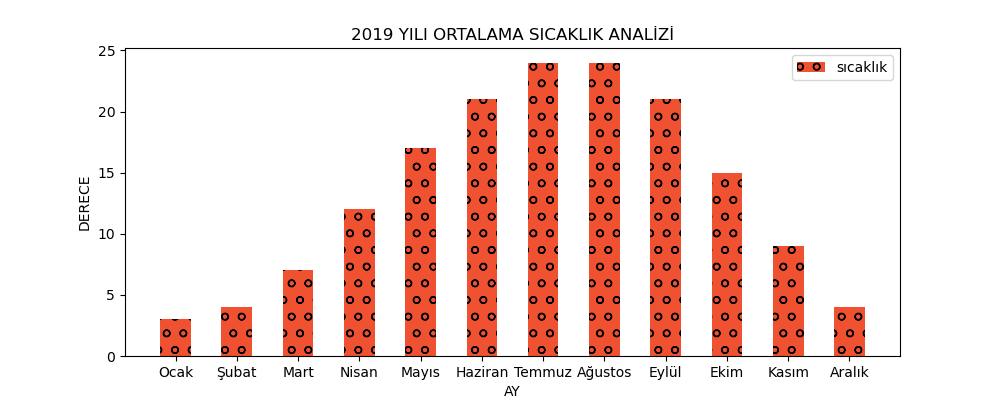 2019 YILI ORTALAMA SICAKLIK ANALİZİ
sıcaklık
DERECE
25
20
15
10
5
0
Ocak Şubat Mart Nisan Mayıs Haziran Temmuz Ağustos Eylül Ekim Kasım Aralık
AY